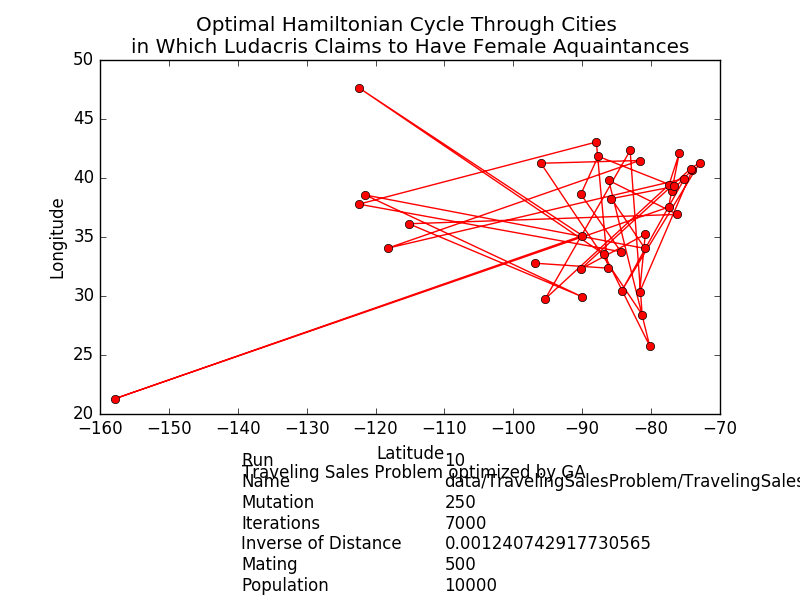 Optimal Hamiltonian Cycle Through Cities
in Which Ludacris Claims to Have Female Aquaintances
50
45
40
35
30
25
20
Longitude
−160 −150 −140 −130 −120 −110 −100 −90 −80 −70
Latitude
Run 10
Traveling Sales Problem optimized by GA
Name data/TravelingSalesProblem/TravelingSales
Mutation 250
Iterations 7000
Inverse of Distance 0.001240742917730565
Mating 500
Population 10000